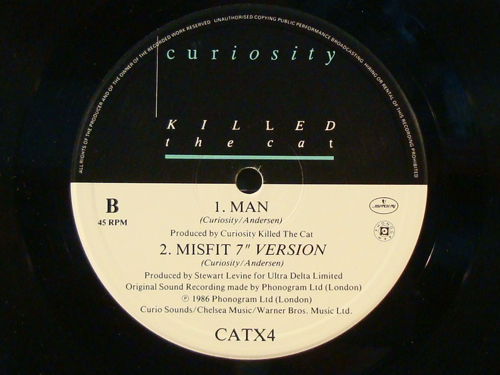 ALL RIGHTS OF THE PRODUCER AND OF THE OWNER OF THE RECORDED WORK RESERVED · UNAUTHORISED COPYING PUBLIC PERFORMANCE BROADCASTING HIRING OR RENTAL OF THIS RECORDING PROHIBITED
curiosity
KILLED
the cat
B
45 RPM
1. MAN
(Curiosity/Andersen)
Produced by Curiosity Killed The Cat
2. MISFIT 7" VERSION
(Curiosity/Andersen)
Produced by Stewart Levine for Ultra Delta Limited
Original Sound Recording made by Phonogram Ltd (London)
℗ 1986 Phonogram Ltd (London)
Curio Sounds/Chelsea Music/Warner Bros. Music Ltd.
CATX4
mercury